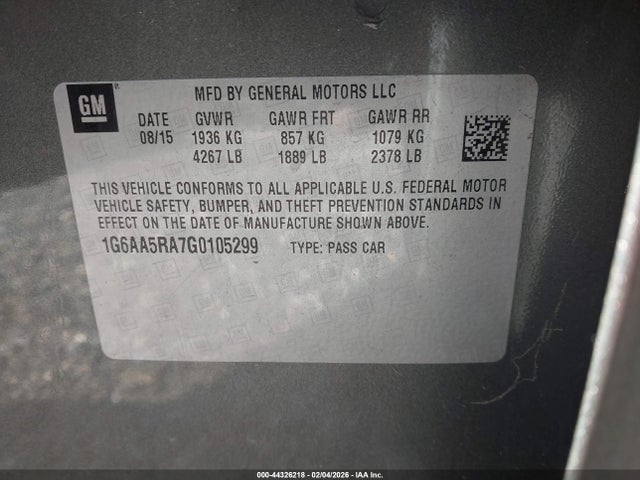 GM
MFD BY GENERAL MOTORS LLC
DATE GVWR GAWR FRT GAWR RR
08/15 1936 KG 857 KG 1079 KG
4267 LB 1889 LB 2378 LB
THIS VEHICLE CONFORMS TO ALL APPLICABLE U.S. FEDERAL MOTOR
VEHICLE SAFETY, BUMPER, AND THEFT PREVENTION STANDARDS IN
EFFECT ON THE DATE OF MANUFACTURE SHOWN ABOVE.
1G6AA5RA7G0105299 TYPE: PASS CAR
000-44326218 - 02/04/2026 - IAA Inc.